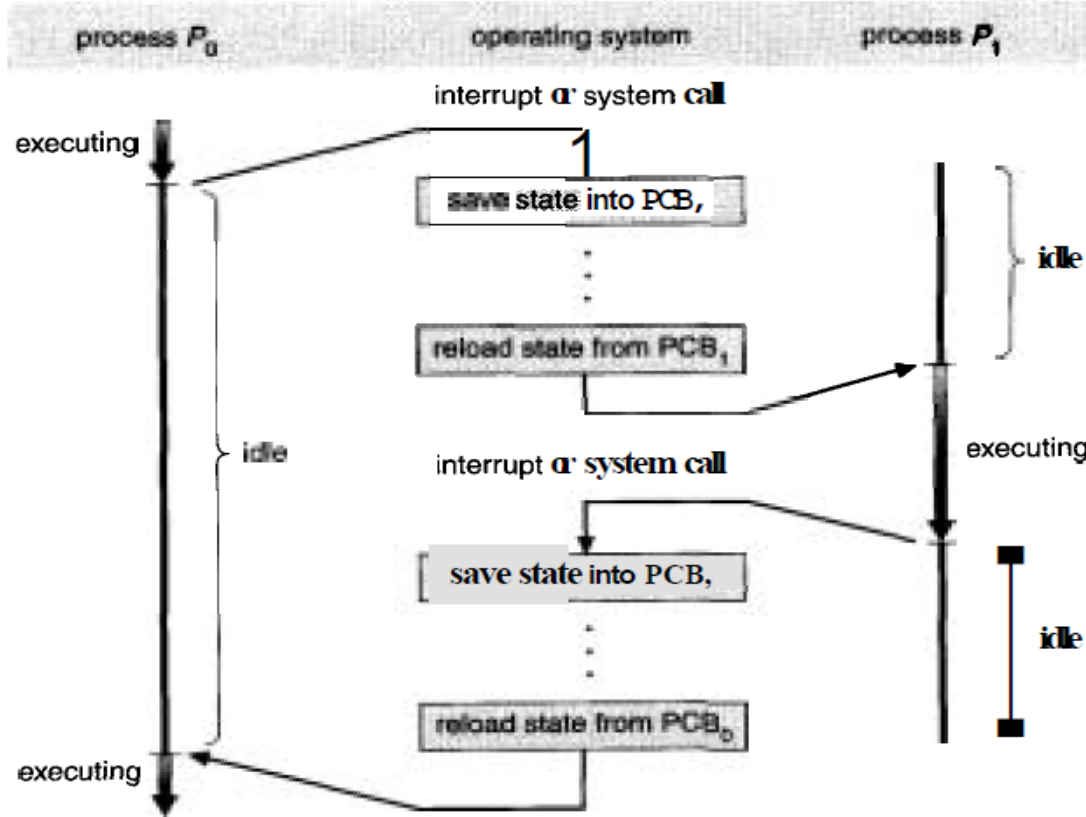 process P0
operating system
process P1
interrupt or system call
executing
1
save state into PCB,
idle
reload state from PCB1
idle
interrupt or system call
executing
save state into PCB,
idle
reload state from PCB0
executing